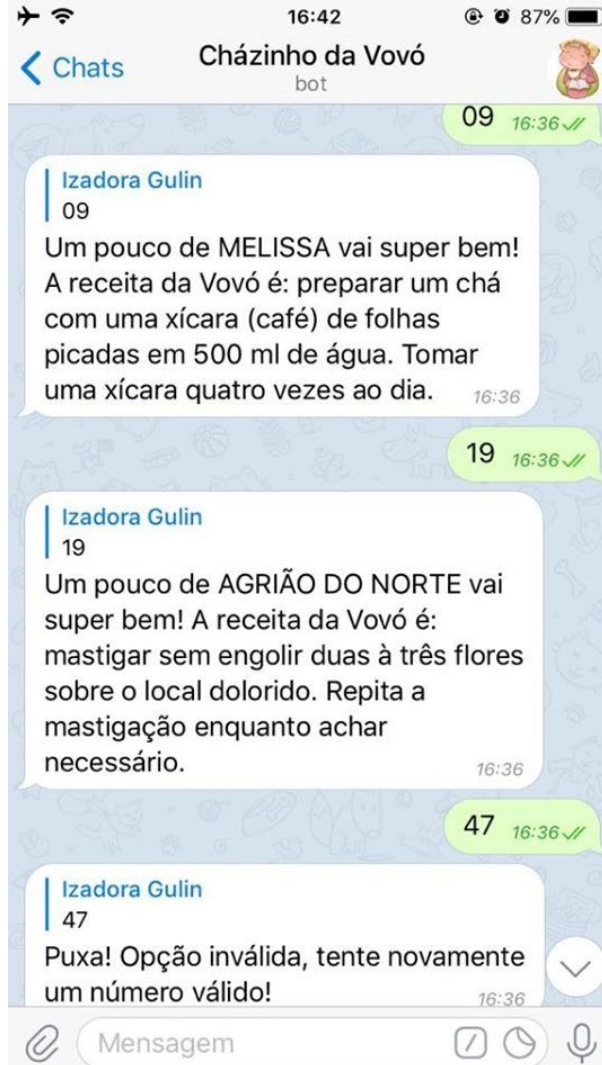 16:42
87%
Chats
Cházinho da Vovó
bot
09 16:36
Izadora Gulin
09
Um pouco de MELISSA vai super bem!
A receita da Vovó é: preparar um chá
com uma xícara (café) de folhas
picadas em 500 ml de água. Tomar
uma xícara quatro vezes ao dia. 16:36
19 16:36
Izadora Gulin
19
Um pouco de AGRIÃO DO NORTE vai
super bem! A receita da Vovó é:
mastigar sem engolir duas à três flores
sobre o local dolorido. Repita a
mastigação enquanto achar
necessário. 16:36
47 16:36
Izadora Gulin
47
Puxa! Opção inválida, tente novamente
um número válido! 16:36
Mensagem